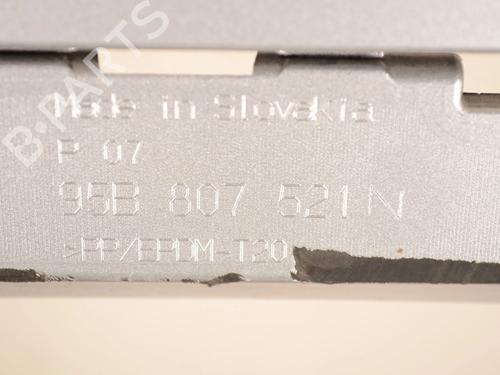 B-PARTS
Made in Slovakia
P 07
95B 807 521 N
>PP/EPDM-T20